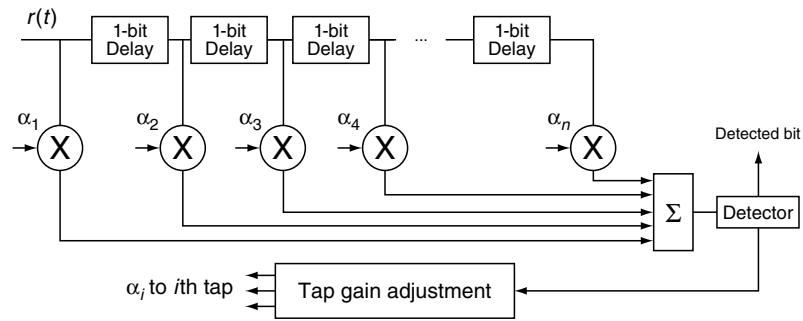 r(t)
1-bit
Delay
1-bit
Delay
1-bit
Delay
...
1-bit
Delay
α1
α2
α3
α4
αn
X
X
X
X
X
Detected bit
Σ
Detector
αi to ith tap
Tap gain adjustment